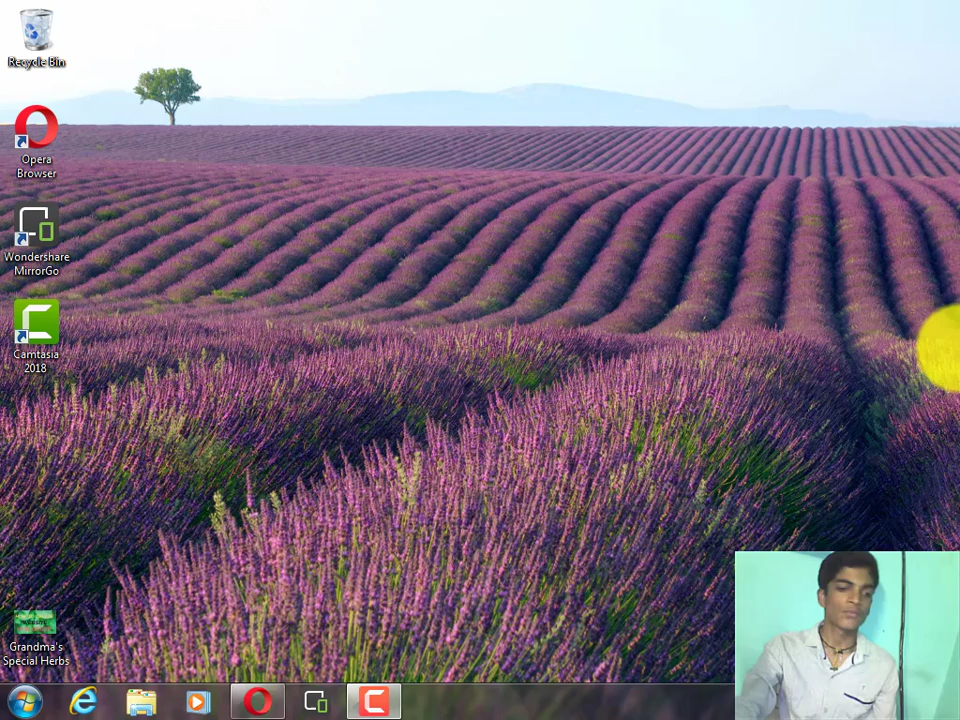 Recycle Bin
Opera
Browser
Wondershare
MirrorGo
Camtasia
2018
Grandma's
Special Herbs